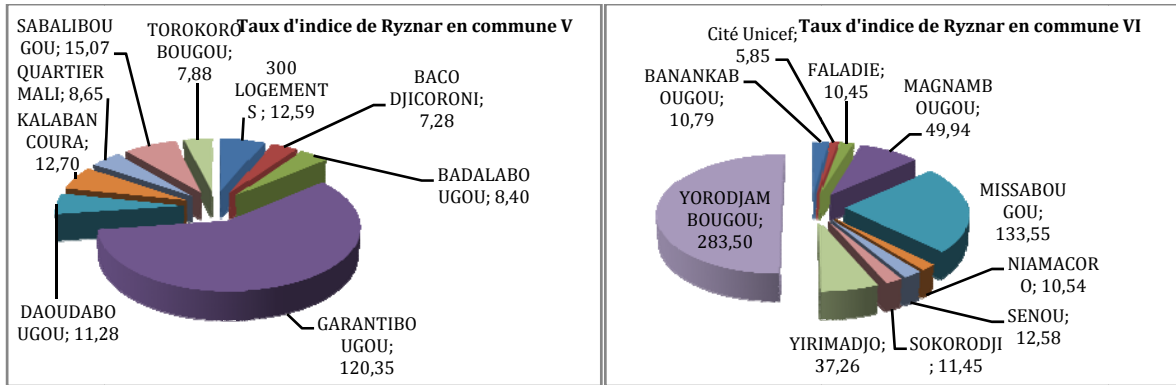 Taux d'indice de Ryznar en commune V
SABALIBOU
GOU; 15,07
TOROKORO
BOUGOU;
7,88
300
LOGEMENT
S ; 12,59
BACO
DJICORONI;
7,28
QUARTIER
MALI; 8,65
KALABAN
COURA;
12,70
BADALABO
UGOU; 8,40
DAOUDABO
UGOU; 11,28
GARANTIBO
UGOU;
120,35
Taux d'indice de Ryznar en commune VI
Cité Unicef;
5,85
BANANKAB
OUGOU;
10,79
FALADIE;
10,45
MAGNAMB
OUGOU;
49,94
YORODJAM
BOUGOU;
283,50
MISSABOU
GOU;
133,55
NIAMACOR
O; 10,54
SENOU;
12,58
SOKORODJI
; 11,45
YIRIMADJO;
37,26